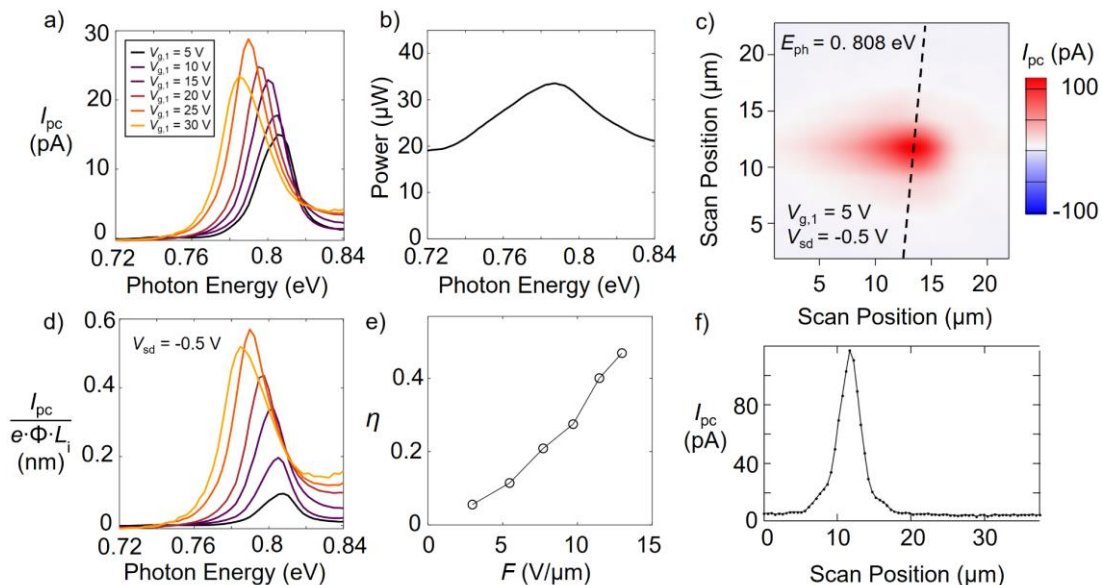 a)
30
20
10
0
I_pc
(pA)
V_g,1 = 5 V
V_g,1 = 10 V
V_g,1 = 15 V
V_g,1 = 20 V
V_g,1 = 25 V
V_g,1 = 30 V
0.72 0.76 0.8 0.84
Photon Energy (eV)
b)
40
30
20
10
0
Power (µW)
0.72 0.76 0.8 0.84
Photon Energy (eV)
c)
E_ph = 0. 808 eV
V_g,1 = 5 V
V_sd = -0.5 V
20
15
10
5
Scan Position (µm)
5 10 15 20
Scan Position (µm)
I_pc
(pA)
100
-100
d)
0.6
0.4
0.2
0
I_pc
e·Φ·L_i
(nm)
V_sd = -0.5 V
0.72 0.76 0.8 0.84
Photon Energy (eV)
e)
η
0.4
0.2
0
0 5 10 15
F (V/µm)
f)
I_pc
(pA)
80
40
0
0 10 20 30
Scan Position (µm)